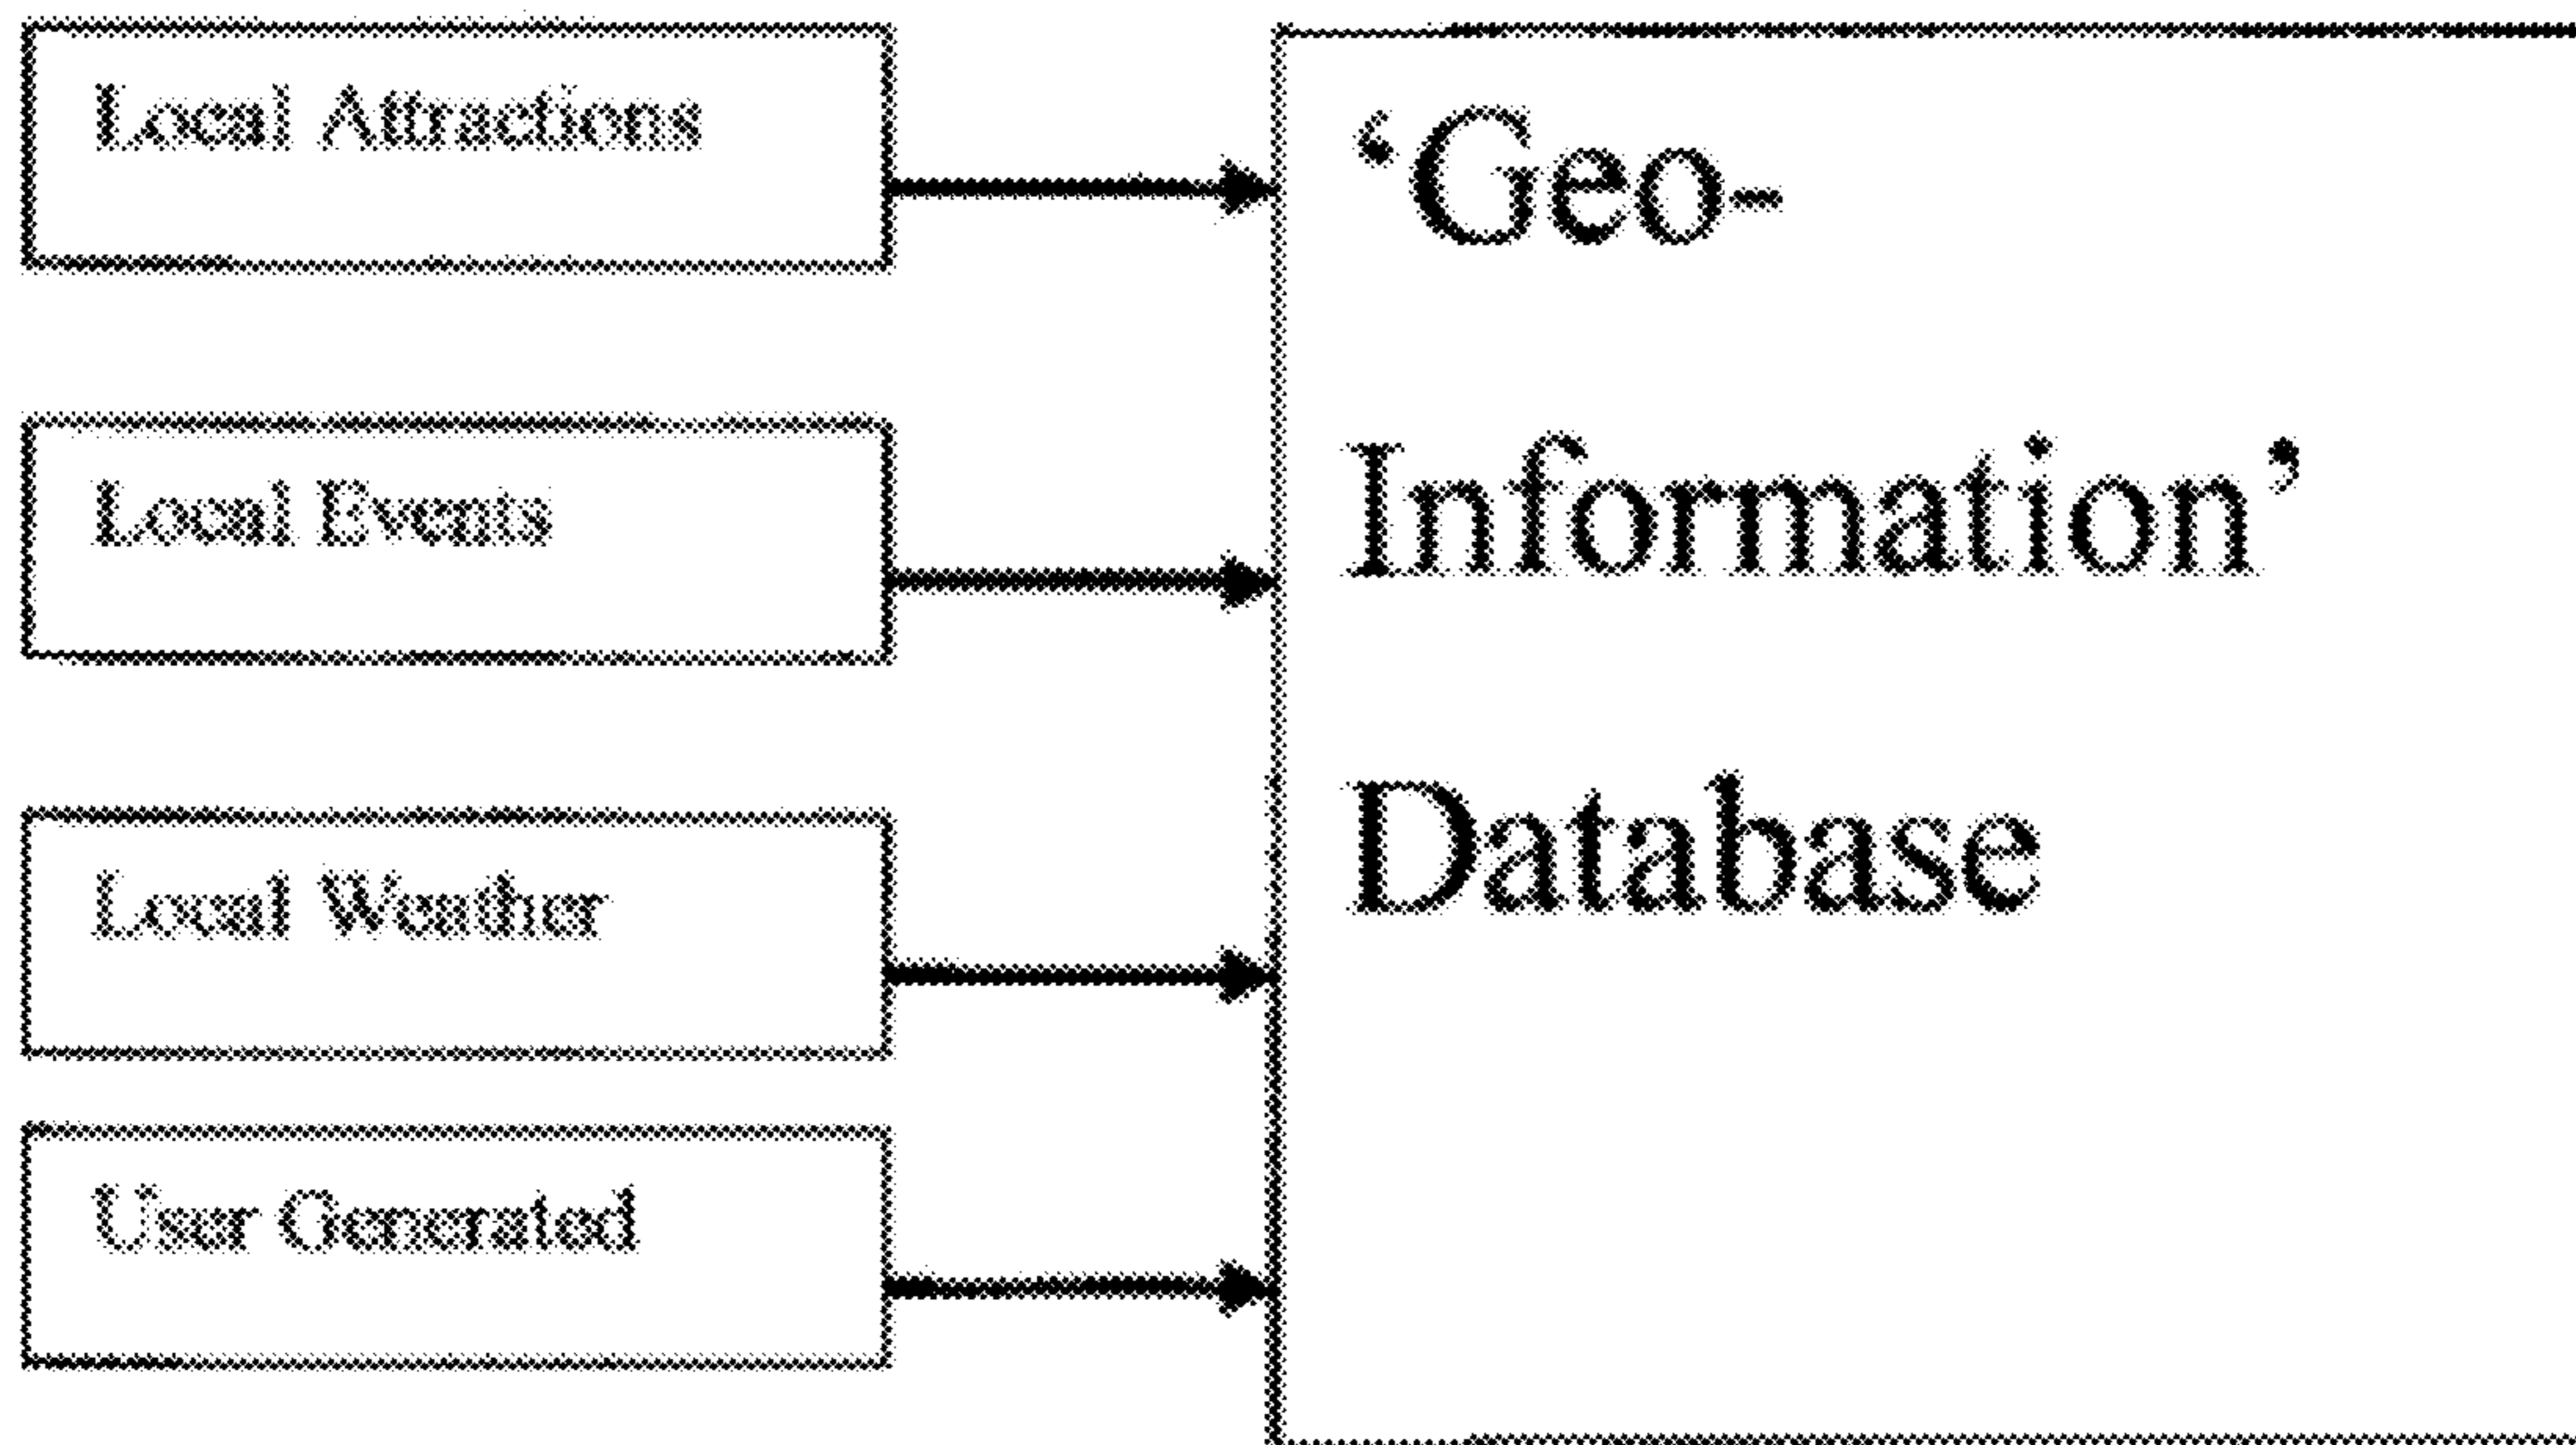 Local Attractions
Local Events
Local Weather
User Generated
‘Geo-
Information’
Database